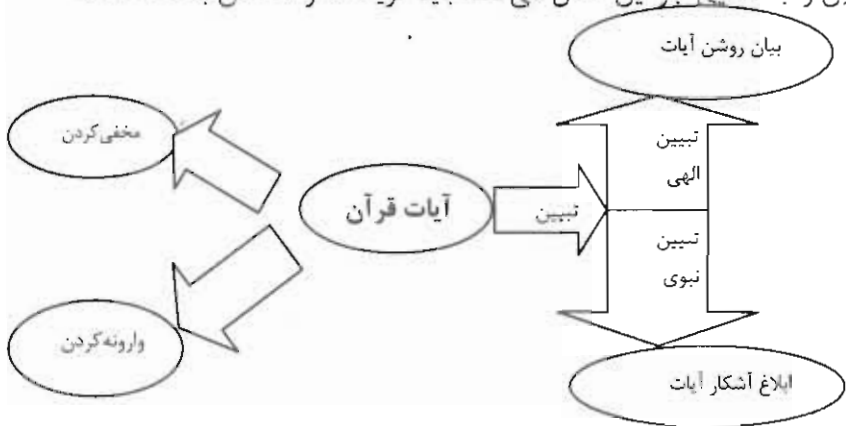 بیان روشن آیات
تبیین
الهی
مخفی کردن
آیات قرآن
تبیین
تبیین
نبوی
وارونه کردن
ابلاغ آشکار آیات